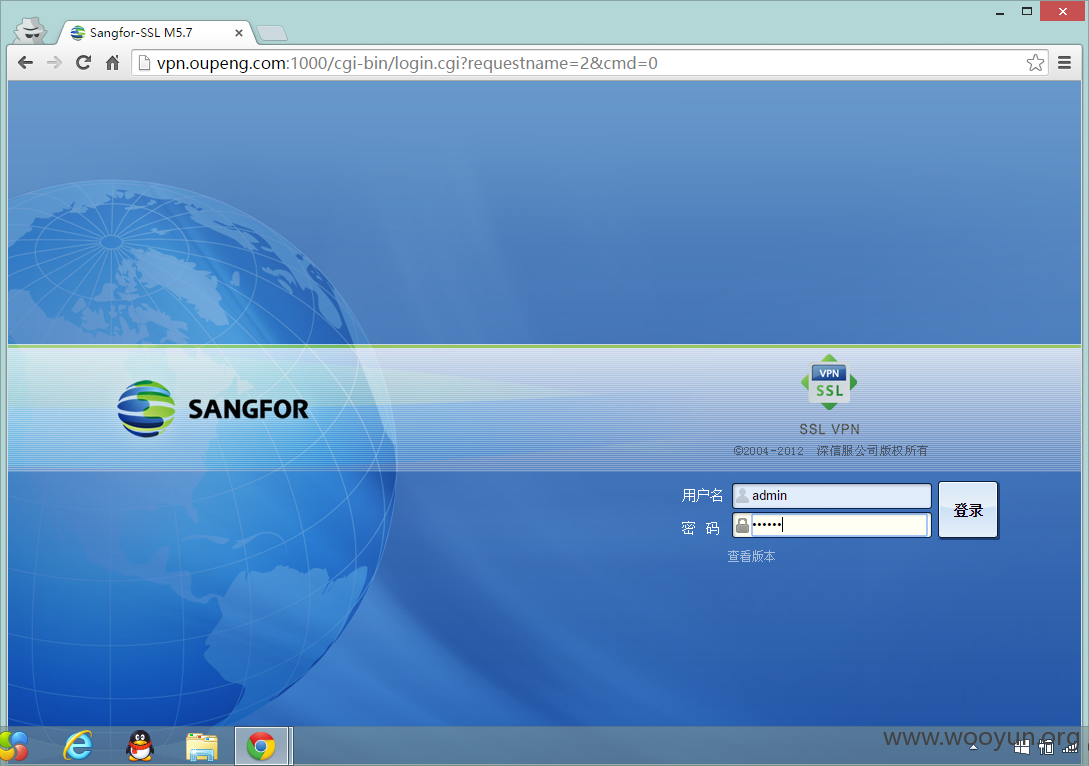 Sangfor-SSL M5.7
vpn.oupeng.com:1000/cgi-bin/login.cgi?requestname=2&cmd=0
SANGFOR
VPN
SSL
SSL VPN
©2004-2012 深信服公司版权所有
用户名
admin
密 码
••••••
登录
查看版本
www.wooyun.org